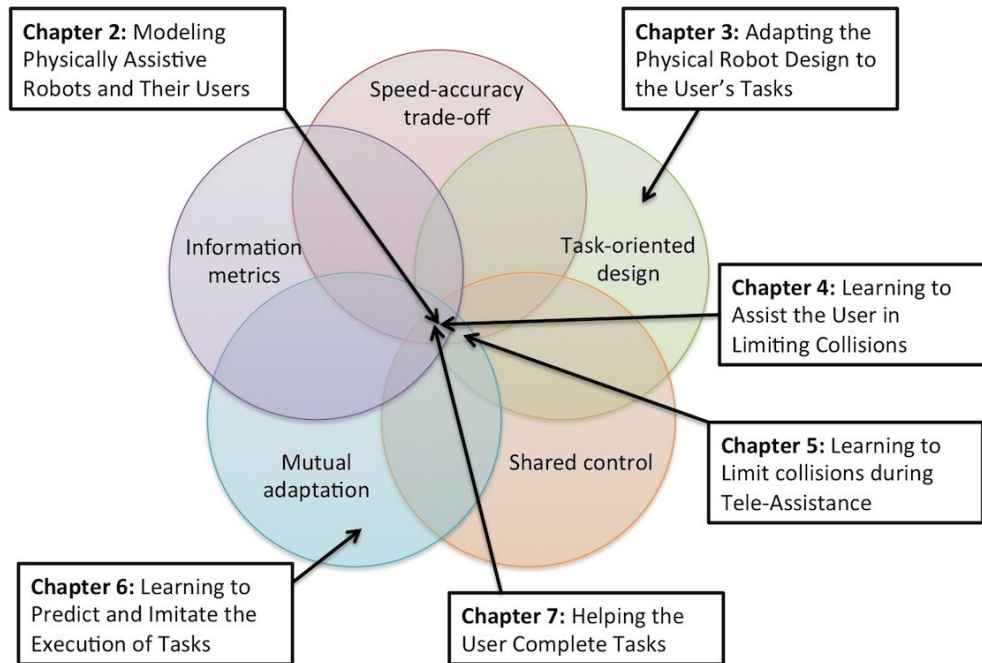 Chapter 2: Modeling
Physically Assistive
Robots and Their Users
Chapter 3: Adapting the
Physical Robot Design to
the User's Tasks
Speed-accuracy
trade-off
Information
metrics
Task-oriented
design
Chapter 4: Learning to
Assist the User in
Limiting Collisions
Mutual
adaptation
Shared control
Chapter 5: Learning to
Limit collisions during
Tele-Assistance
Chapter 6: Learning to
Predict and Imitate the
Execution of Tasks
Chapter 7: Helping the
User Complete Tasks